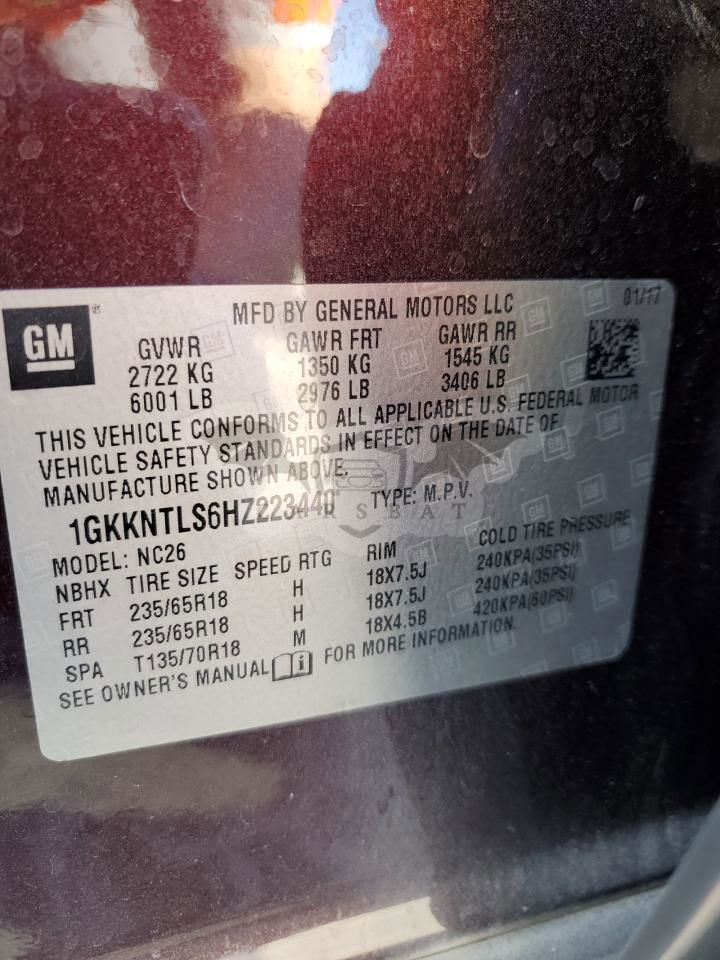 GM ®
MFD BY GENERAL MOTORS LLC 01/17
GVWR GAWR FRT GAWR RR
2722 KG 1350 KG 1545 KG
6001 LB 2976 LB 3406 LB
THIS VEHICLE CONFORMS TO ALL APPLICABLE U.S. FEDERAL MOTOR
VEHICLE SAFETY STANDARDS IN EFFECT ON THE DATE OF
MANUFACTURE SHOWN ABOVE.
1GKKNTLS6HZ223440 TYPE: M.P.V.
MODEL: NC26
NBHX TIRE SIZE SPEED RTG RIM COLD TIRE PRESSURE
FRT 235/65R18 H 18X7.5J 240KPA(35PSI)
RR 235/65R18 H 18X7.5J 240KPA(35PSI)
SPA T135/70R18 M 18X4.5B 420KPA(60PSI)
SEE OWNER'S MANUAL i FOR MORE INFORMATION.